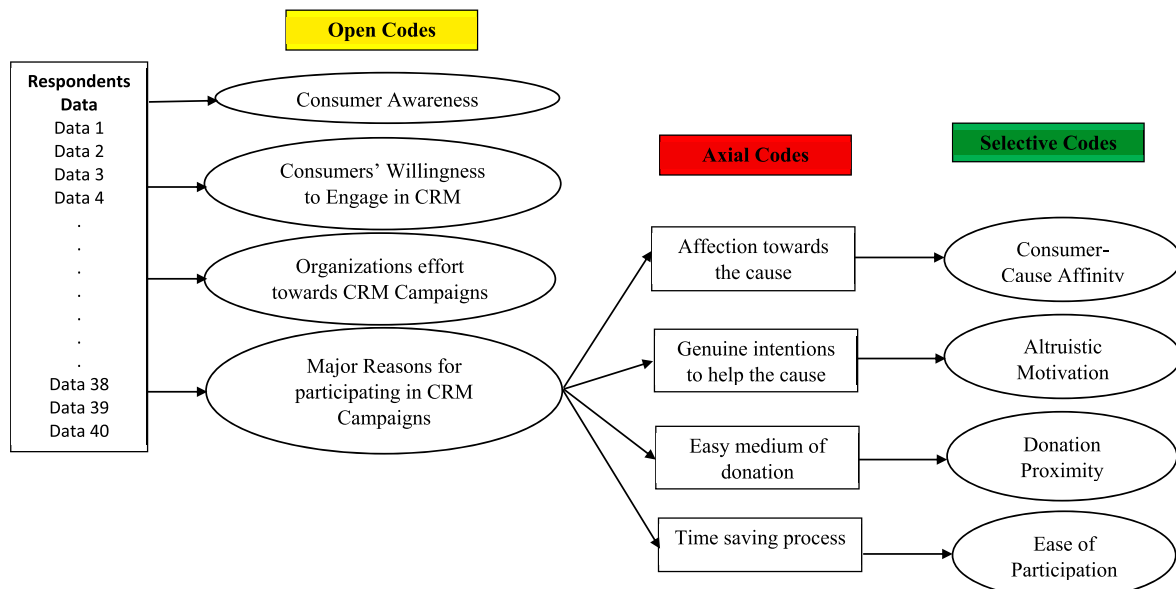 Open Codes
Respondents
Data
Data 1
Data 2
Data 3
Data 4
.
.
.
.
.
.
.
Data 38
Data 39
Data 40
Consumer Awareness
Consumers’ Willingness
to Engage in CRM
Organizations effort
towards CRM Campaigns
Major Reasons for
participating in CRM
Campaigns
Axial Codes
Affection towards
the cause
Genuine intentions
to help the cause
Easy medium of
donation
Time saving process
Selective Codes
Consumer-
Cause Affinity
Altruistic
Motivation
Donation
Proximity
Ease of
Participation